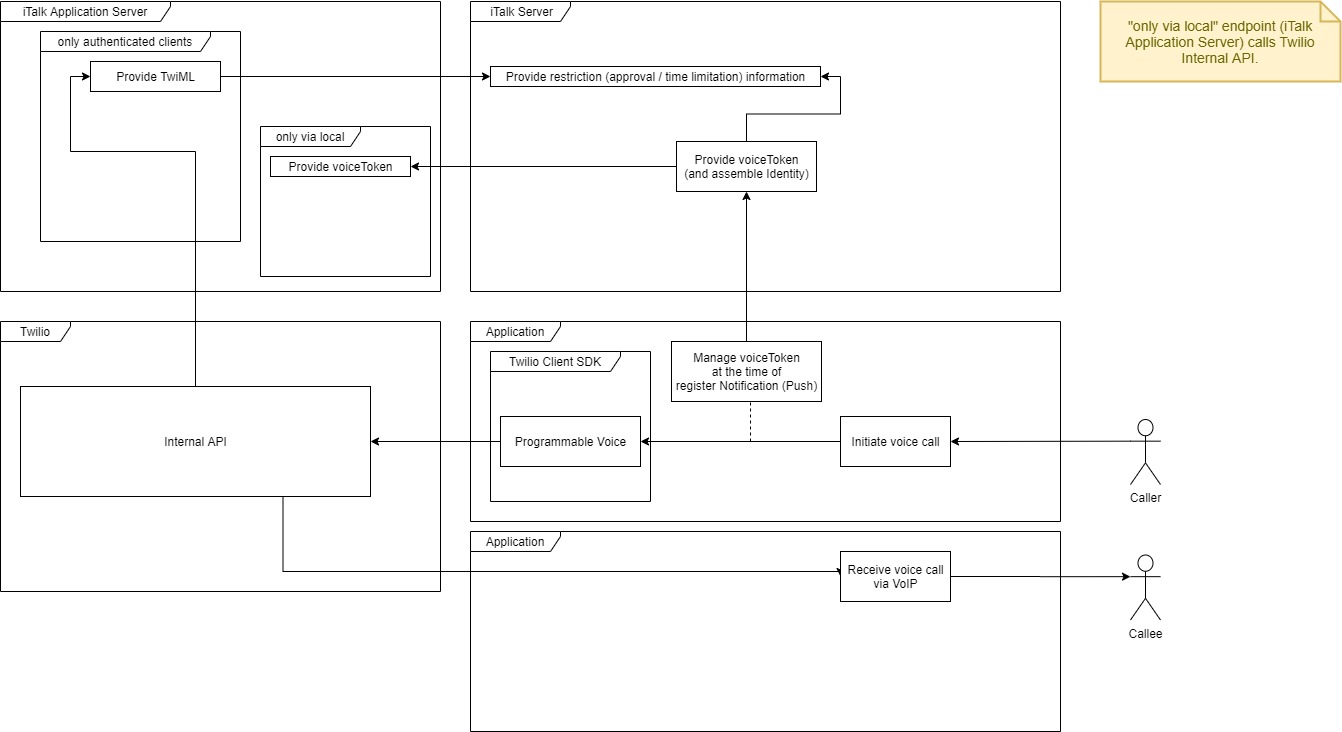 iTalk Application Server
only authenticated clients
Provide TwiML
only via local
Provide voiceToken
iTalk Server
Provide restriction (approval / time limitation) information
Provide voiceToken
(and assemble Identity)
"only via local" endpoint (iTalk
Application Server) calls Twilio
Internal API.
Twilio
Internal API
Application
Twilio Client SDK
Programmable Voice
Manage voiceToken
at the time of
register Notification (Push)
Initiate voice call
Caller
Application
Receive voice call
via VoIP
Callee